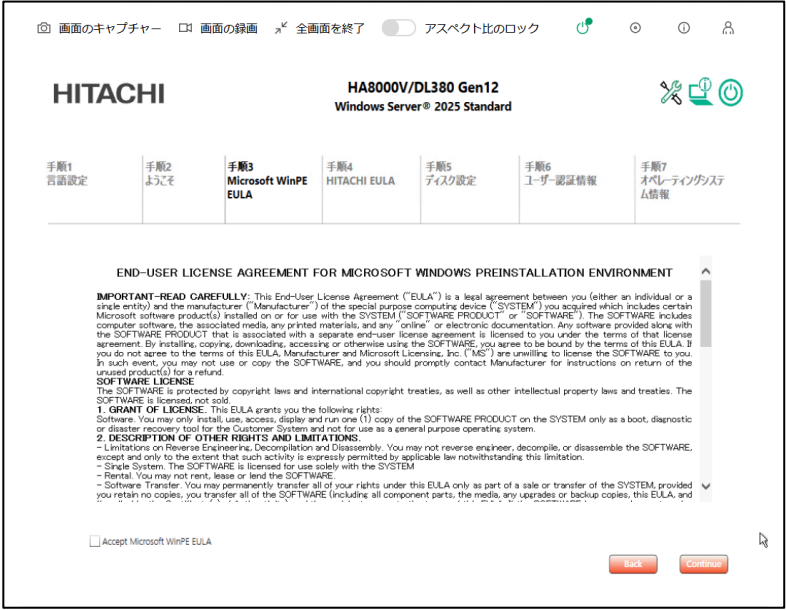 画面のキャプチャー 画面の録画 全画面を終了 アスペクト比のロック
HITACHI
HA8000V/DL380 Gen12
Windows Server® 2025 Standard
手順1
言語設定
手順2
ようこそ
手順3
Microsoft WinPE
EULA
手順4
HITACHI EULA
手順5
ディスク設定
手順6
ユーザー認証情報
手順7
オペレーティングシステ
ム情報
END-USER LICENSE AGREEMENT FOR MICROSOFT WINDOWS PREINSTALLATION ENVIRONMENT
IMPORTANT-READ CAREFULLY: This End-User License Agreement ("EULA") is a legal agreement between you (either an individual or a
single entity) and the manufacturer ("Manufacturer") of the special purpose computing device ("SYSTEM") you acquired which includes certain
Microsoft software product(s) installed on or for use with the SYSTEM ("SOFTWARE PRODUCT" or "SOFTWARE"). The SOFTWARE includes
computer software, the associated media, any printed materials, and any "online" or electronic documentation. Any software provided along with
the SOFTWARE PRODUCT that is associated with a separate end-user license agreement is licensed to you under the terms of that license
agreement. By installing, copying, downloading, accessing or otherwise using the SOFTWARE, you agree to be bound by the terms of this EULA. If
you do not agree to the terms of this EULA, Manufacturer and Microsoft Licensing, Inc. ("MS") are unwilling to license the SOFTWARE to you.
In such event, you may not use or copy the SOFTWARE, and you should promptly contact Manufacturer for instructions on return of the
unused product(s) for a refund.
SOFTWARE LICENSE
The SOFTWARE is protected by copyright laws and international copyright treaties, as well as other intellectual property laws and treaties. The
SOFTWARE is licensed, not sold.
1. GRANT OF LICENSE. This EULA grants you the following rights:
Software. You may only install, use, access, display and run one (1) copy of the SOFTWARE PRODUCT on the SYSTEM only as a boot, diagnostic
or disaster recovery tool for the Customer System and not for use as a general purpose operating system.
2. DESCRIPTION OF OTHER RIGHTS AND LIMITATIONS.
- Limitations on Reverse Engineering, Decompilation and Disassembly. You may not reverse engineer, decompile, or disassemble the SOFTWARE,
except and only to the extent that such activity is expressly permitted by applicable law notwithstanding this limitation.
- Single System. The SOFTWARE is licensed for use solely with the SYSTEM
- Rental. You may not rent, lease or lend the SOFTWARE.
- Software Transfer. You may permanently transfer all of your rights under this EULA only as part of a sale or transfer of the SYSTEM, provided
you retain no copies, you transfer all of the SOFTWARE (including all component parts, the media, any upgrades or backup copies, this EULA, and
Accept Microsoft WinPE EULA
Back Continue